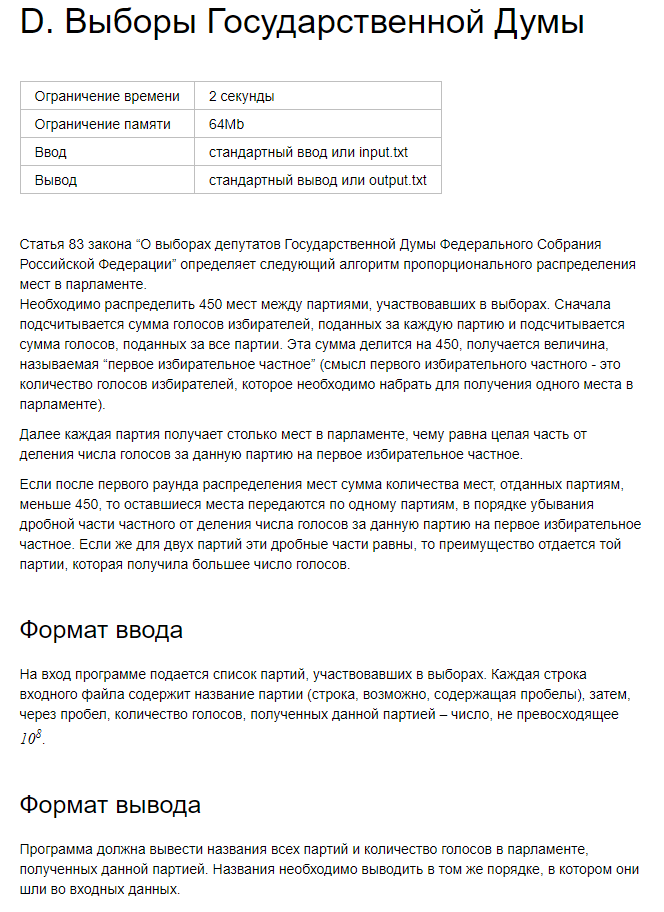 D. Выборы Государственной Думы
Ограничение времени 2 секунды
Ограничение памяти 64Mb
Ввод стандартный ввод или input.txt
Вывод стандартный вывод или output.txt
Статья 83 закона “О выборах депутатов Государственной Думы Федерального Собрания
Российской Федерации” определяет следующий алгоритм пропорционального распределения
мест в парламенте.
Необходимо распределить 450 мест между партиями, участвовавших в выборах. Сначала
подсчитывается сумма голосов избирателей, поданных за каждую партию и подсчитывается
сумма голосов, поданных за все партии. Эта сумма делится на 450, получается величина,
называемая “первое избирательное частное” (смысл первого избирательного частного - это
количество голосов избирателей, которое необходимо набрать для получения одного места в
парламенте).
Далее каждая партия получает столько мест в парламенте, чему равна целая часть от
деления числа голосов за данную партию на первое избирательное частное.
Если после первого раунда распределения мест сумма количества мест, отданных партиям,
меньше 450, то оставшиеся места передаются по одному партиям, в порядке убывания
дробной части частного от деления числа голосов за данную партию на первое избирательное
частное. Если же для двух партий эти дробные части равны, то преимущество отдается той
партии, которая получила большее число голосов.
Формат ввода
На вход программе подается список партий, участвовавших в выборах. Каждая строка
входного файла содержит название партии (строка, возможно, содержащая пробелы), затем,
через пробел, количество голосов, полученных данной партией – число, не превосходящее
10⁸.
Формат вывода
Программа должна вывести названия всех партий и количество голосов в парламенте,
полученных данной партией. Названия необходимо выводить в том же порядке, в котором они
шли во входных данных.